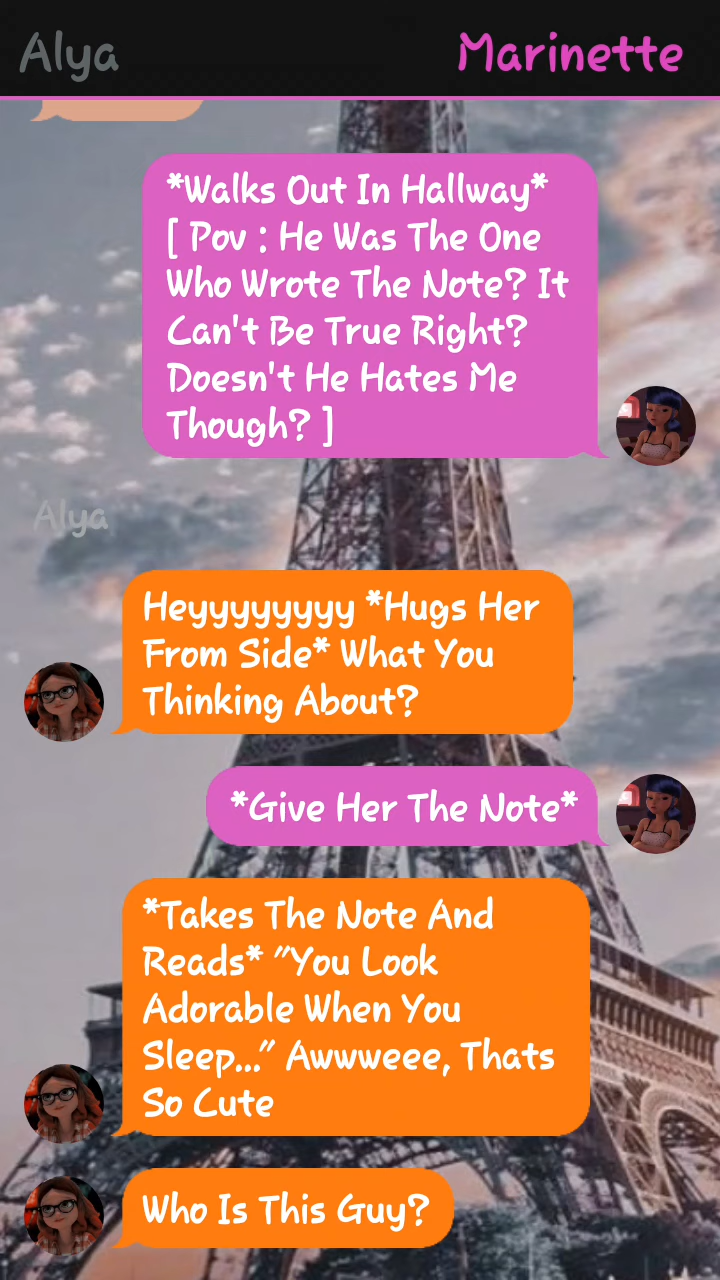 Alya
Marinette
*Walks Out In Hallway*
[ Pov : He Was The One
Who Wrote The Note? It
Can't Be True Right?
Doesn't He Hates Me
Though? ]
Alya
Heyyyyyyyy *Hugs Her
From Side* What You
Thinking About?
*Give Her The Note*
*Takes The Note And
Reads* "You Look
Adorable When You
Sleep..." Awwweee, Thats
So Cute
Who Is This Guy?